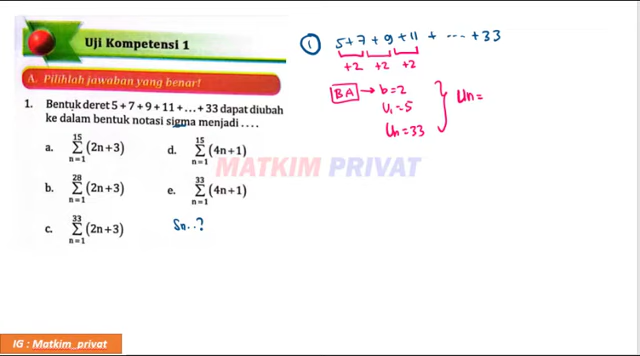 Uji Kompetensi 1
A. Pilihlah jawaban yang benar!
1. Bentuk deret 5 + 7 + 9 + 11 + . . . + 33 dapat diubah
ke dalam bentuk notasi sigma menjadi . . . .
a. 15 ∑ n=1 (2n + 3)
d. 15 ∑ n=1 (4n + 1)
b. 28 ∑ n=1 (2n + 3)
e. 33 ∑ n=1 (4n + 1)
c. 33 ∑ n=1 (2n + 3)
Sn..?
① 5 + 7 + 9 + 11 + ... + 33
+2 +2 +2
BA → b = 2
U₁ = 5
Un = 33
Un =
MATKIM PRIVAT
IG : Matkim_privat